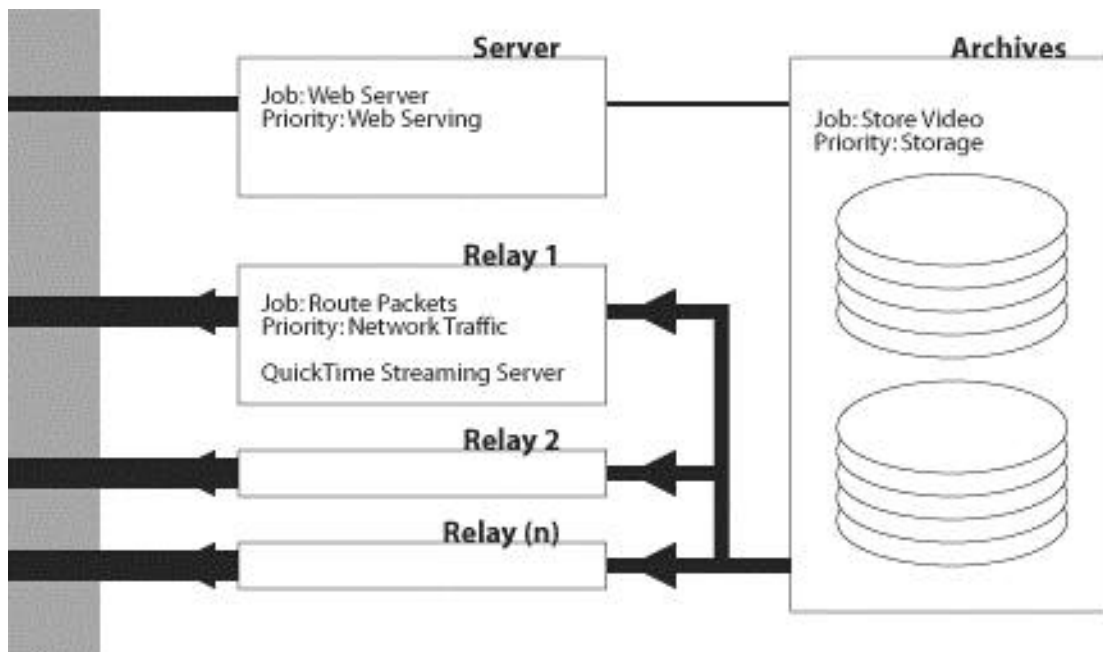 Server
Job: Web Server
Priority: Web Serving
Archives
Job: Store Video
Priority: Storage
Relay 1
Job: Route Packets
Priority: Network Traffic
QuickTime Streaming Server
Relay 2
Relay (n)